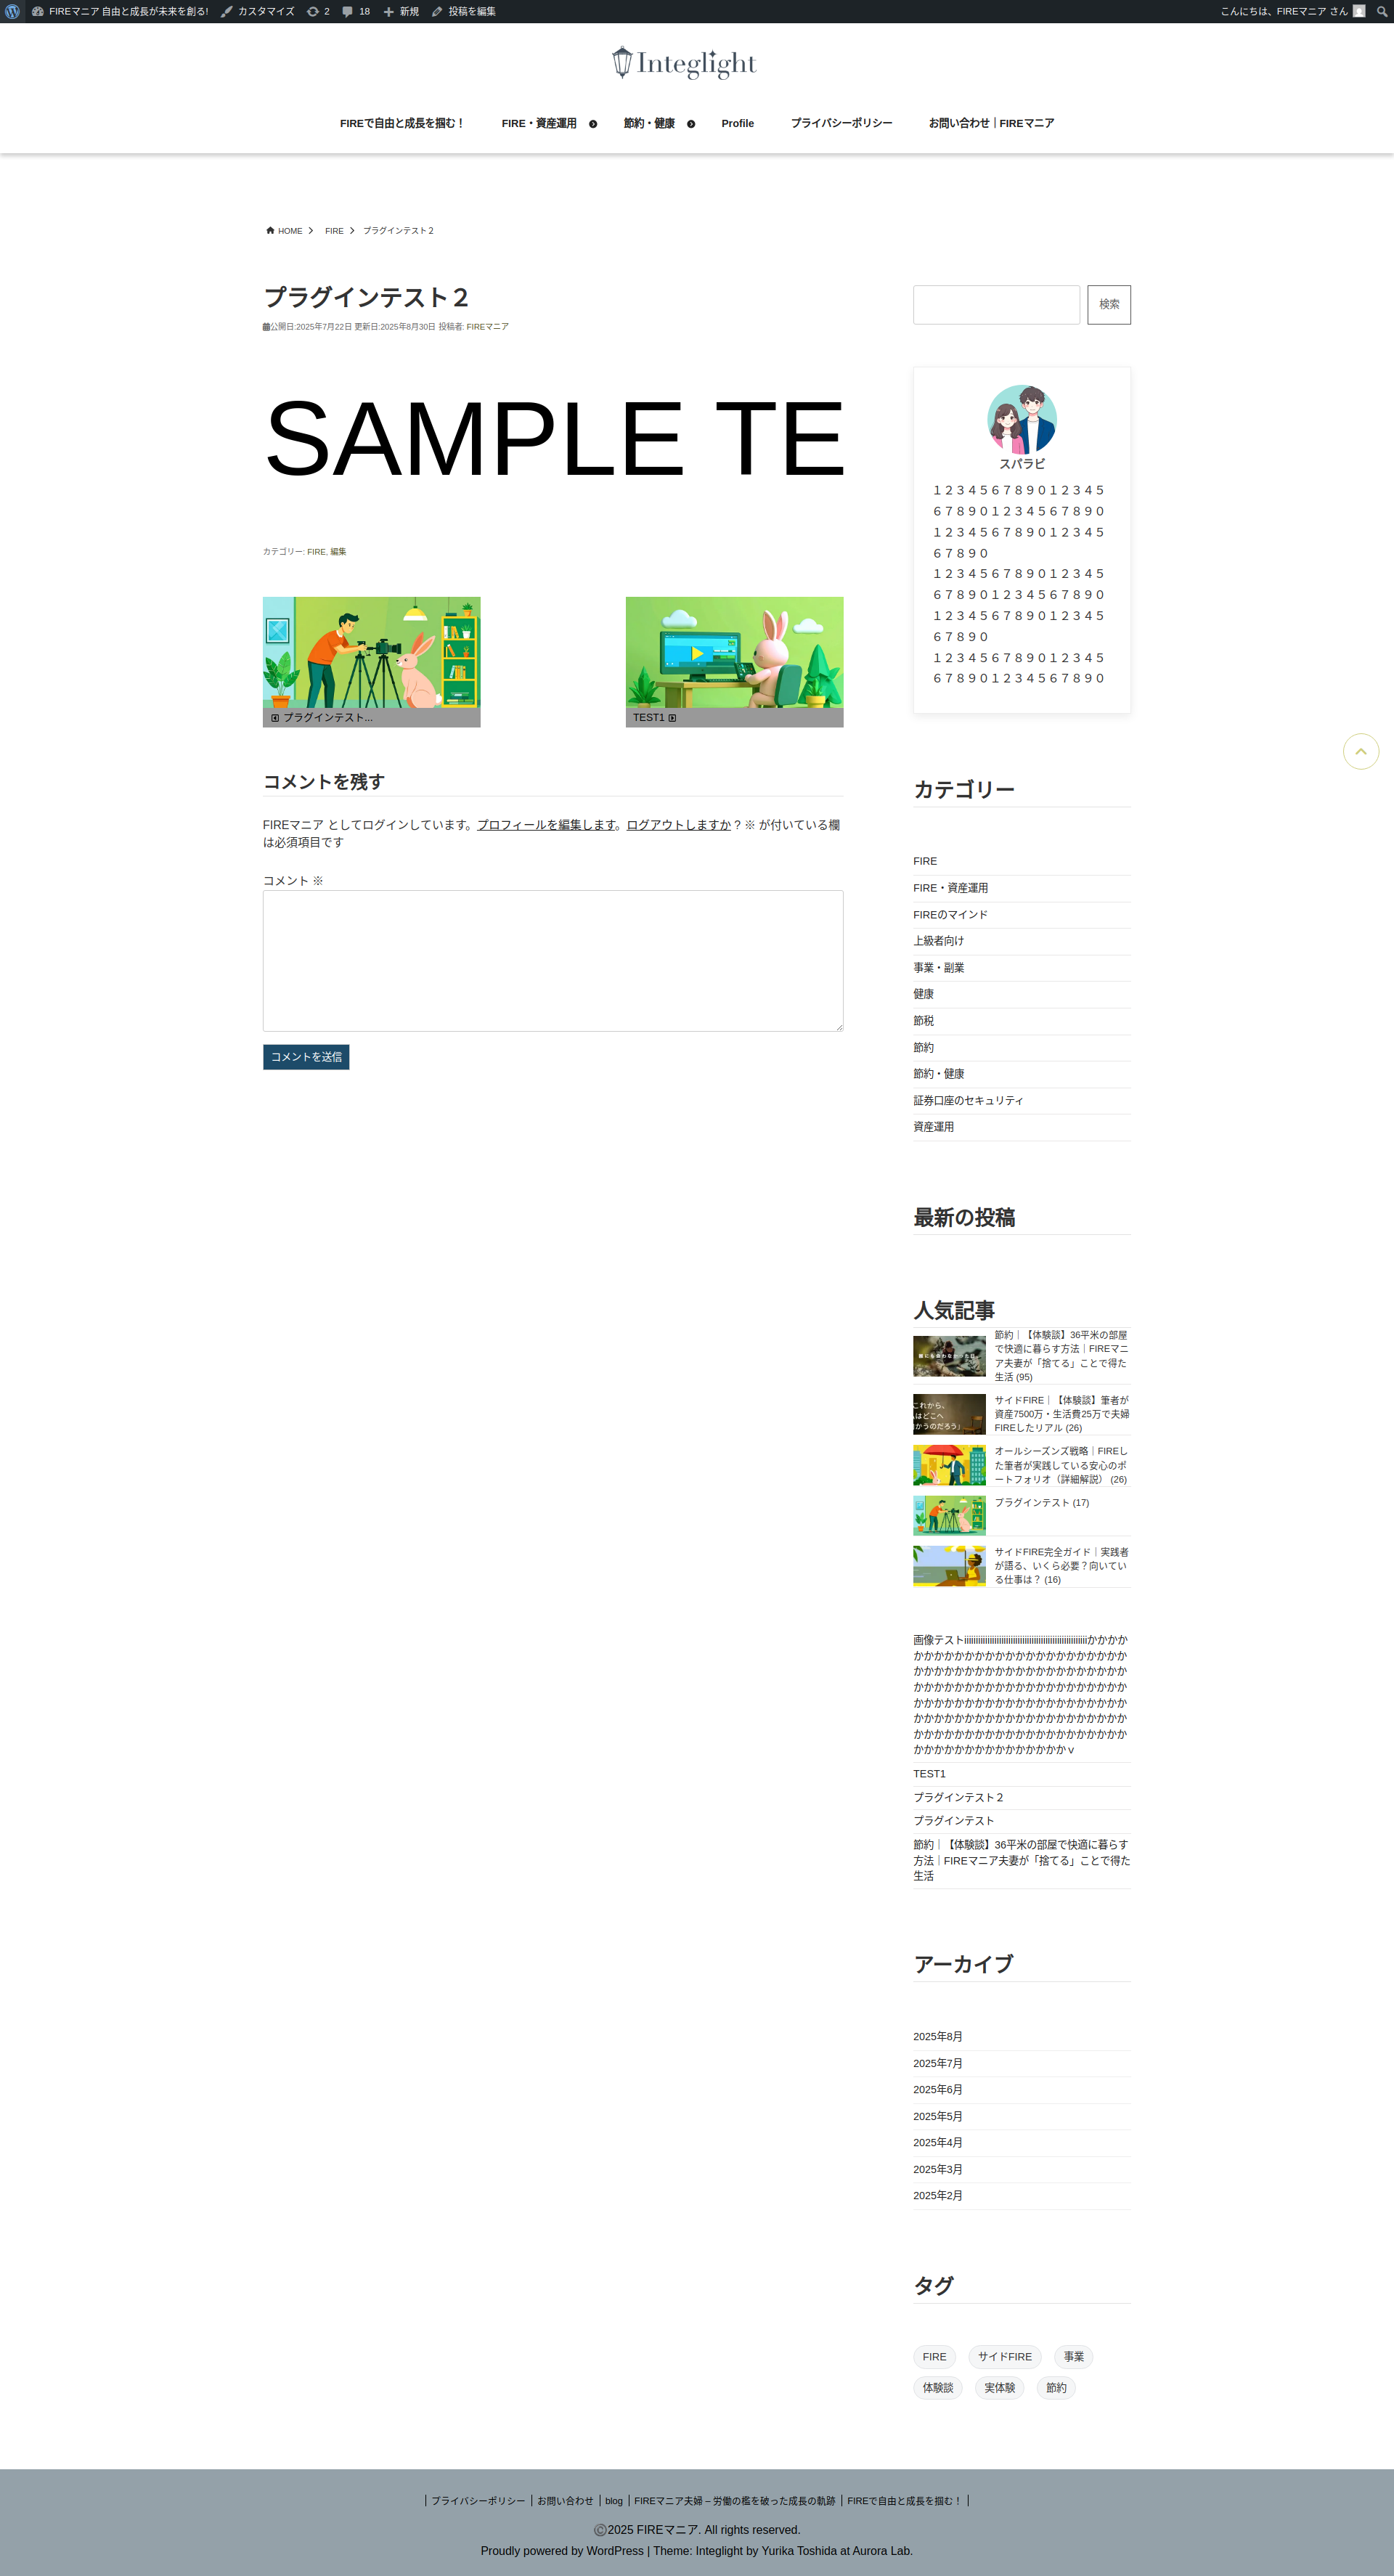 FIREマニア 自由と成長が未来を創る! カスタマイズ 2 18 新規 投稿を編集 こんにちは、FIREマニア さん
Integlight
FIREで自由と成長を掴む！ FIRE・資産運用 節約・健康 Profile プライバシーポリシー お問い合わせ｜FIREマニア
HOME FIRE プラグインテスト２
プラグインテスト２
公開日:2025年7月22日 更新日:2025年8月30日 投稿者: FIREマニア
SAMPLE TE
カテゴリー: FIRE, 編集
プラグインテスト...
TEST1
コメントを残す
FIREマニア としてログインしています。プロフィールを編集します。ログアウトしますか ? ※ が付いている欄
は必須項目です
コメント ※
コメントを送信
検索
スパラビ
１２３４５６７８９０１２３４５
６７８９０１２３４５６７８９０
１２３４５６７８９０１２３４５
６７８９０
１２３４５６７８９０１２３４５
６７８９０１２３４５６７８９０
１２３４５６７８９０１２３４５
６７８９０
１２３４５６７８９０１２３４５
６７８９０１２３４５６７８９０
カテゴリー
FIRE
FIRE・資産運用
FIREのマインド
上級者向け
事業・副業
健康
節税
節約
節約・健康
証券口座のセキュリティ
資産運用
最新の投稿
人気記事
節約｜【体験談】36平米の部屋
で快適に暮らす方法｜FIREマニ
ア夫妻が「捨てる」ことで得た
生活 (95)
これから、
はどこへ
かうのだろう」
サイドFIRE｜【体験談】筆者が
資産7500万・生活費25万で夫婦
FIREしたリアル (26)
オールシーズンズ戦略｜FIREし
た筆者が実践している安心のポ
ートフォリオ（詳細解説） (26)
プラグインテスト (17)
サイドFIRE完全ガイド｜実践者
が語る、いくら必要？向いてい
る仕事は？ (16)
画像テストiiiiiiiiiiiiiiiiiiiiiiiiiiiiiiiiiiiiiiiiiiiiiiiiiiiiiかかかか
かかかかかかかかかかかかかかかかかかかかか
かかかかかかかかかかかかかかかかかかかかか
かかかかかかかかかかかかかかかかかかかかか
かかかかかかかかかかかかかかかかかかかかか
かかかかかかかかかかかかかかかかかかかかか
かかかかかかかかかかかかかかかかかかかかか
かかかかかかかかかかかかかかかｖ
TEST1
プラグインテスト２
プラグインテスト
節約｜【体験談】36平米の部屋で快適に暮らす
方法｜FIREマニア夫妻が「捨てる」ことで得た
生活
アーカイブ
2025年8月
2025年7月
2025年6月
2025年5月
2025年4月
2025年3月
2025年2月
タグ
FIRE サイドFIRE 事業
体験談 実体験 節約
プライバシーポリシー お問い合わせ blog FIREマニア夫婦 – 労働の檻を破った成長の軌跡 FIREで自由と成長を掴む！
©2025 FIREマニア. All rights reserved.
Proudly powered by WordPress | Theme: Integlight by Yurika Toshida at Aurora Lab.